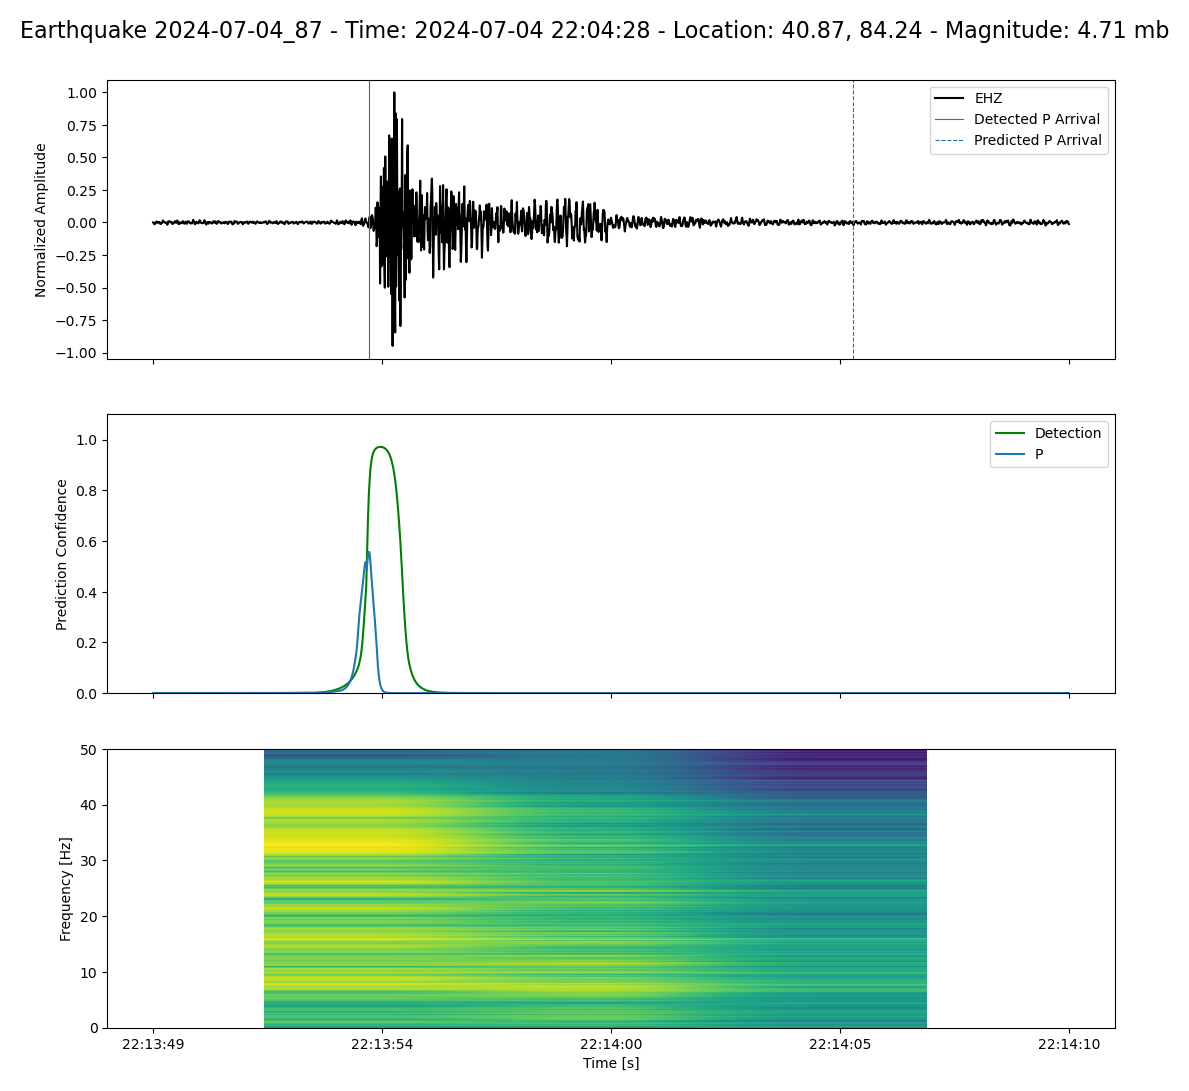 Earthquake 2024-07-04_87 - Time: 2024-07-04 22:04:28 - Location: 40.87, 84.24 - Magnitude: 4.71 mb
Normalized Amplitude
1.00
0.75
0.50
0.25
0.00
−0.25
−0.50
−0.75
−1.00
EHZ
Detected P Arrival
Predicted P Arrival
Prediction Confidence
1.0
0.8
0.6
0.4
0.2
0.0
Detection
P
Frequency [Hz]
50
40
30
20
10
0
22:13:49 22:13:54 22:14:00 22:14:05 22:14:10
Time [s]